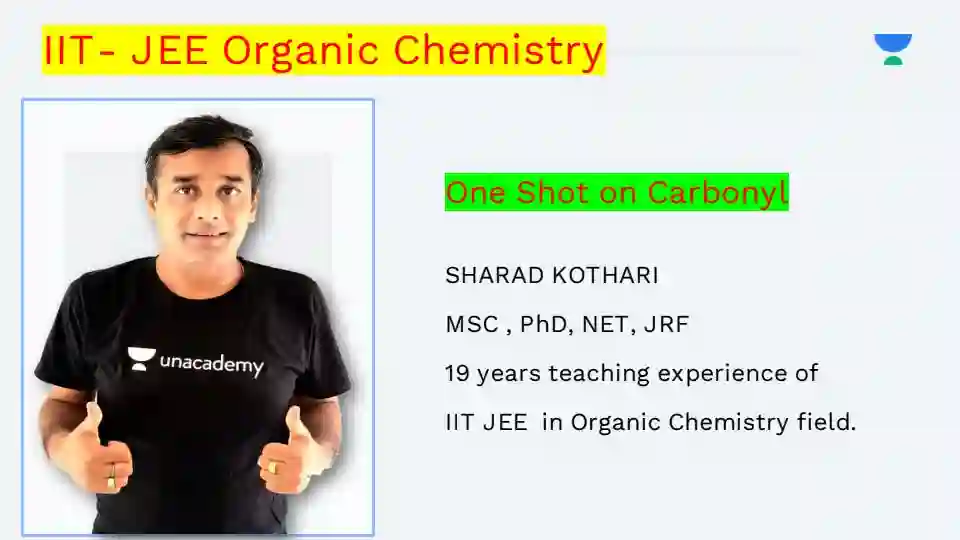 IIT- JEE Organic Chemistry
One Shot on Carbonyl
SHARAD KOTHARI
MSC , PhD, NET, JRF
19 years teaching experience of
IIT JEE in Organic Chemistry field.
unacademy